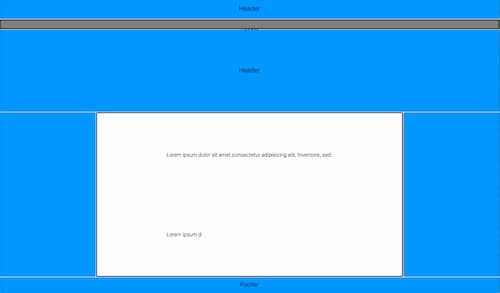 Header
Header
Lorem ipsum dolor sit amet consectetur adipisicing elit. Inventore, sed.
Lorem ipsum d
Footer